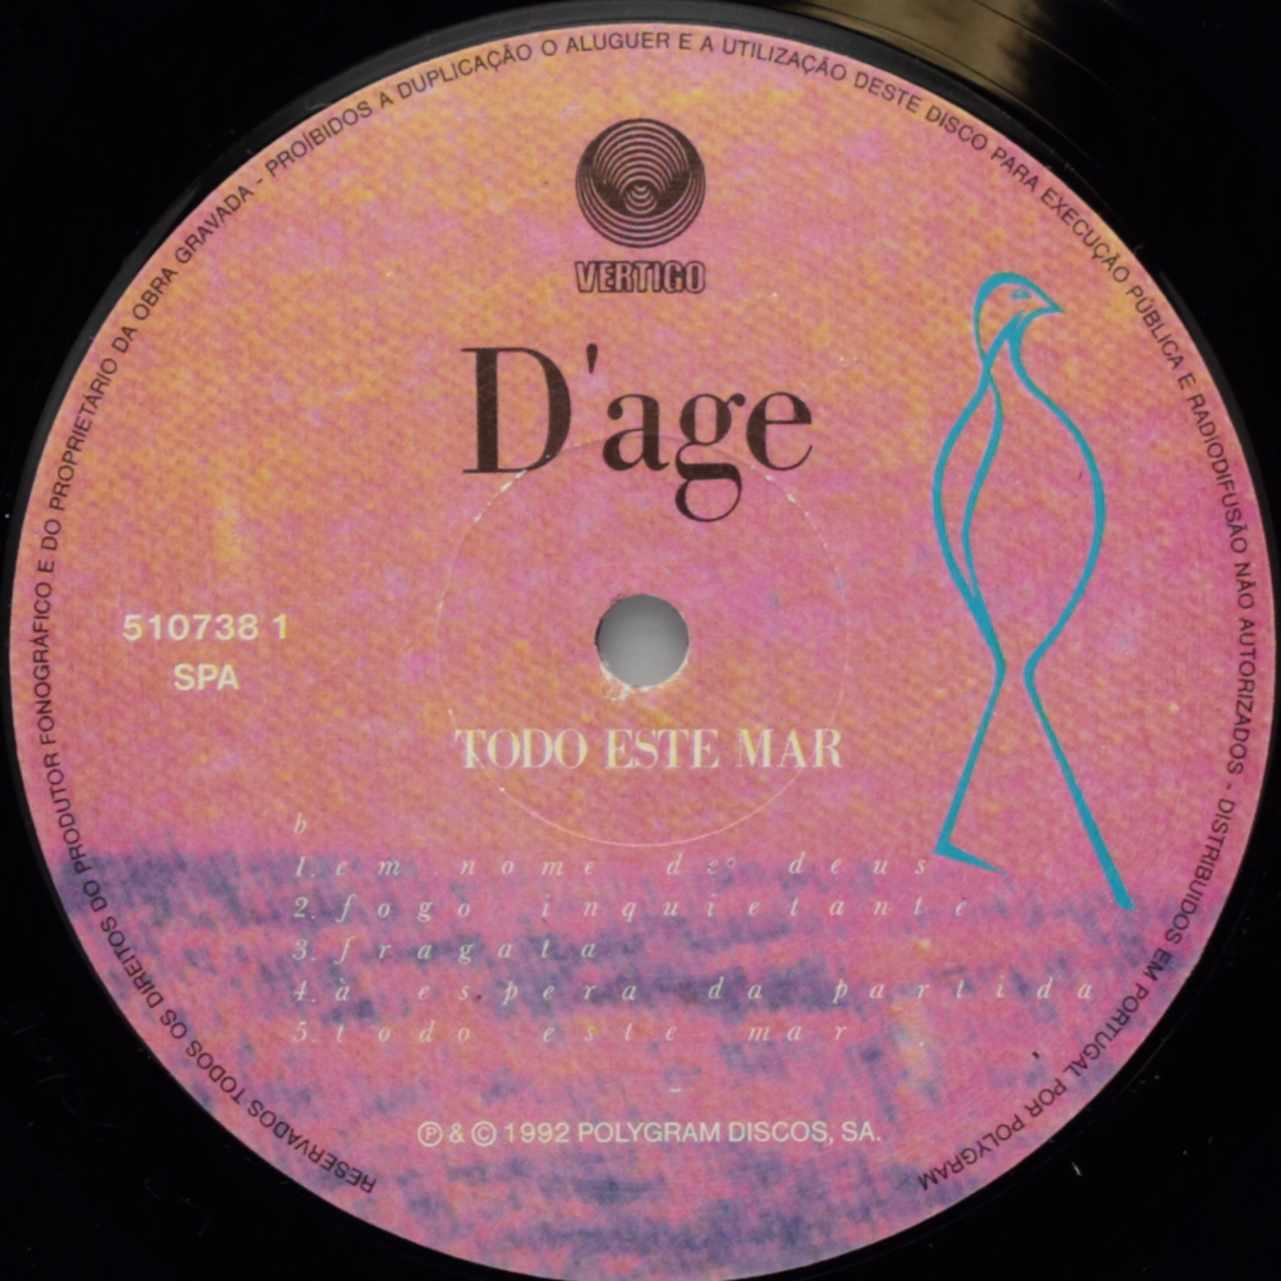 RESERVADOS TODOS OS DIREITOS DO PRODUTOR FONOGRÁFICO E DO PROPRIETÁRIO DA OBRA GRAVADA - PROÍBIDOS A DUPLICAÇÃO O ALUGUER E A UTILIZAÇÃO DESTE DISCO PARA EXECUÇÃO PÚBLICA E RADIODIFUSÃO NÃO AUTORIZADOS - DISTRIBUIDOS EM PORTUGAL POR POLYGRAM
VERTIGO
D'age
510738 1
SPA
TODO ESTE MAR
b
1. em nome de deus
2. fogo inquietante
3. fragata
4. à espera da partida
5. todo este mar
Ⓟ & © 1992 POLYGRAM DISCOS, SA.